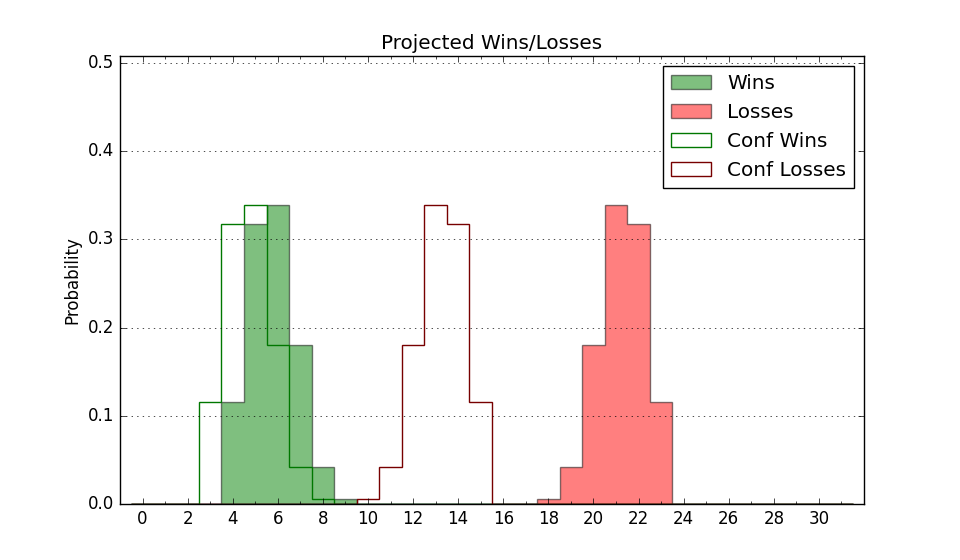 Projected Wins/Losses
0.5
0.4
0.3
0.2
0.1
0.0
Probability
Wins
Losses
Conf Wins
Conf Losses
0 2 4 6 8 10 12 14 16 18 20 22 24 26 28 30